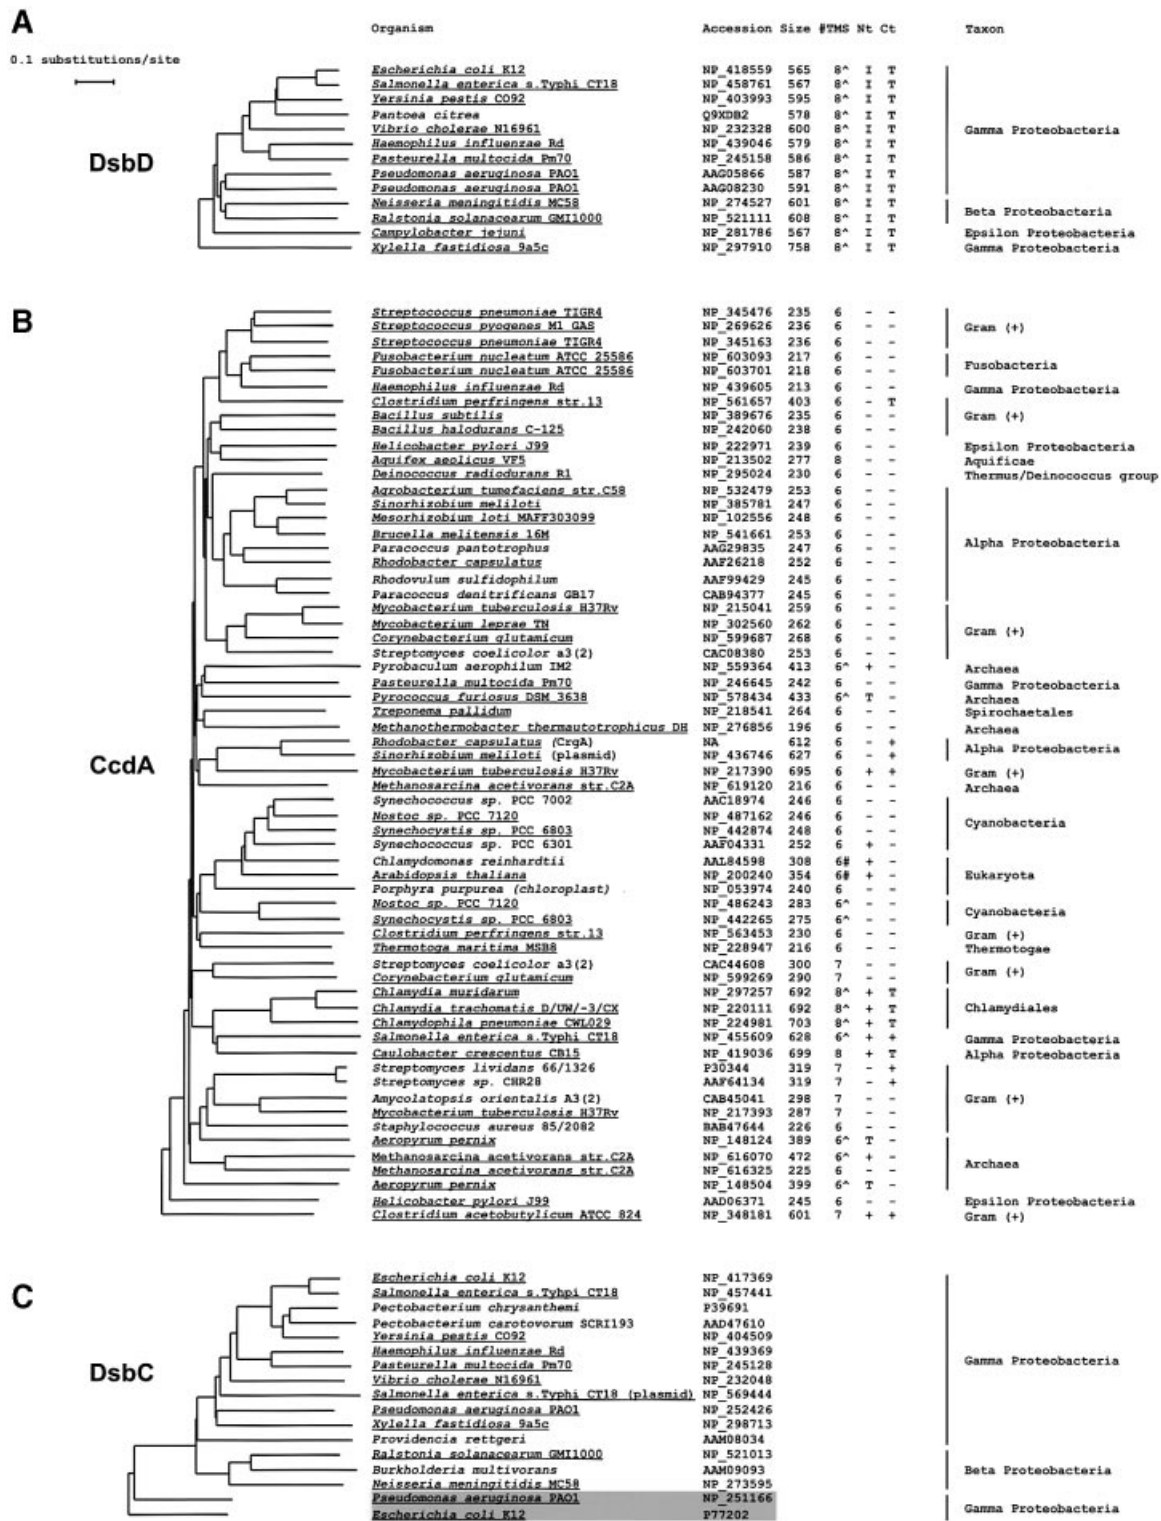 A
Organism Accession Size #TMS Nt Ct Taxon
0.1 substitutions/site
Escherichia coli K12 NP_418559 565 8^ I T
Salmonella enterica s.Typhi CT18 NP_458761 567 8^ I T
Yersinia pestis CO92 NP_403993 595 8^ I T
Pantoea citrea Q9XDB2 578 8^ I T
Vibrio cholerae N16961 NP_232328 600 8^ I T Gamma Proteobacteria
Haemophilus influenzae Rd NP_439046 579 8^ I T
DsbD
Pasteurella multocida Pm70 NP_245158 586 8^ I T
Pseudomonas aeruginosa PAO1 AAG05866 587 8^ I T
Pseudomonas aeruginosa PAO1 AAG08230 591 8^ I T
Neisseria meningitidis MC58 NP_274527 601 8^ I T
Beta Proteobacteria
Ralstonia solanacearum GMI1000 NP_521111 608 8^ I T
Campylobacter jejuni NP_281786 567 8^ I T Epsilon Proteobacteria
Xylella fastidiosa 9a5c NP_297910 758 8^ I T Gamma Proteobacteria
B
Streptococcus pneumoniae TIGR4 NP_345476 235 6 - -
Streptococcus pyogenes M1 GAS NP_269626 236 6 - - Gram (+)
Streptococcus pneumoniae TIGR4 NP_345163 236 6 - -
Fusobacterium nucleatum ATCC 25586 NP_603093 217 6 - -
Fusobacteria
Fusobacterium nucleatum ATCC 25586 NP_603701 218 6 - -
Haemophilus influenzae Rd NP_439605 213 6 - - Gamma Proteobacteria
Clostridium perfringens str.13 NP_561657 403 6 - T
Bacillus subtilis NP_389676 235 6 - - Gram (+)
Bacillus halodurans C-125 NP_242060 238 6 - -
Helicobacter pylori J99 NP_222971 239 6 - - Epsilon Proteobacteria
Aquifex aeolicus VF5 NP_213502 277 8 - - Aquificae
Deinococcus radiodurans R1 NP_295024 230 6 - - Thermus/Deinococcus group
Agrobacterium tumefaciens str.C58 NP_532479 253 6 - -
Sinorhizobium meliloti NP_385781 247 6 - -
Mesorhizobium loti MAFF303099 NP_102556 248 6 - -
Brucella melitensis 16M NP_541661 253 6 - -
Alpha Proteobacteria
Paracoccus pantotrophus AAG29835 247 6 - -
Rhodobacter capsulatus AAF26218 252 6 - -
Rhodovulum sulfidophilum AAF99429 245 6 - -
Paracoccus denitrificans GB17 CAB94377 245 6 - -
Mycobacterium tuberculosis H37Rv NP_215041 259 6 - -
Mycobacterium leprae TN NP_302560 262 6 - -
Gram (+)
Corynebacterium glutamicum NP_599687 268 6 - -
Streptomyces coelicolor a3(2) CAC08380 253 6 - -
Pyrobaculum aerophilum IM2 NP_559364 413 6^ + - Archaea
Pasteurella multocida Pm70 NP_246645 242 6 - - Gamma Proteobacteria
Pyrococcus furiosus DSM 3638 NP_578434 433 6^ T - Archaea
Treponema pallidum NP_218541 264 6 - - Spirochaetales
Methanothermobacter thermautotrophicus DH NP_276856 196 6 - - Archaea
Rhodobacter capsulatus (CrgA) NA 612 6 - +
Alpha Proteobacteria
Sinorhizobium meliloti (plasmid) NP_436746 627 6 - +
CcdA
Mycobacterium tuberculosis H37Rv NP_217390 695 6 + + Gram (+)
Methanosarcina acetivorans str.C2A NP_619120 216 6 - - Archaea
Synechococcus sp. PCC 7002 AAC18974 246 6 - -
Nostoc sp. PCC 7120 NP_487162 246 6 - -
Cyanobacteria
Synechocystis sp. PCC 6803 NP_442874 248 6 - -
Synechococcus sp. PCC 6301 AAF04331 252 6 + -
Chlamydomonas reinhardtii AAL84598 308 6# + -
Arabidopsis thaliana NP_200240 354 6# + - Eukaryota
Porphyra purpurea (chloroplast) NP_053974 240 6 - -
Nostoc sp. PCC 7120 NP_486243 283 6^ - -
Cyanobacteria
Synechocystis sp. PCC 6803 NP_442265 275 6^ - -
Clostridium perfringens str.13 NP_563453 230 6 - - Gram (+)
Thermotoga maritima MSB8 NP_228947 216 6 - - Thermotogae
Streptomyces coelicolor a3(2) CAC44608 300 7 - -
Gram (+)
Corynebacterium glutamicum NP_599269 290 7 - -
Chlamydia muridarum NP_297257 692 8^ + T
Chlamydia trachomatis D/UW/-3/CX NP_220111 692 8^ + T Chlamydiales
Chlamydophila pneumoniae CWL029 NP_224981 703 8^ + T
Salmonella enterica s.Typhi CT18 NP_455609 628 6^ + + Gamma Proteobacteria
Caulobacter crescentus CB15 NP_419036 699 8 + T Alpha Proteobacteria
Streptomyces lividans 66/1326 P30344 319 7 - +
Streptomyces sp. CHR28 AAF64134 319 7 - +
Amycolatopsis orientalis A3(2) CAB45041 298 7 - - Gram (+)
Mycobacterium tuberculosis H37Rv NP_217393 287 7 - -
Staphylococcus aureus 85/2082 BAB47644 226 6 - -
Aeropyrum pernix NP_148124 389 6^ T -
Methanosarcina acetivorans str.C2A NP_616070 472 6^ + -
Archaea
Methanosarcina acetivorans str.C2A NP_616325 225 6 - -
Aeropyrum pernix NP_148504 399 6^ T -
Helicobacter pylori J99 AAD06371 245 6 - - Epsilon Proteobacteria
Clostridium acetobutylicum ATCC 824 NP_348181 601 7 + + Gram (+)
C
Escherichia coli K12 NP_417369
Salmonella enterica s.Tyhpi CT18 NP_457441
Pectobacterium chrysanthemi P39691
Pectobacterium carotovorum SCRI193 AAD47610
Yersinia pestis CO92 NP_404509
Haemophilus influenzae Rd NP_439369
Gamma Proteobacteria
Pasteurella multocida Pm70 NP_245128
DsbC
Vibrio cholerae N16961 NP_232048
Salmonella enterica s.Typhi CT18 (plasmid) NP_569444
Pseudomonas aeruginosa PAO1 NP_252426
Xylella fastidiosa 9a5c NP_298713
Providencia rettgeri AAM08034
Ralstonia solanacearum GMI1000 NP_521013
Burkholderia multivorans AAM09093 Beta Proteobacteria
Neisseria meningitidis MC58 NP_273595
Pseudomonas aeruginosa PAO1 NP_251166
Gamma Proteobacteria
Escherichia coli K12 P77202